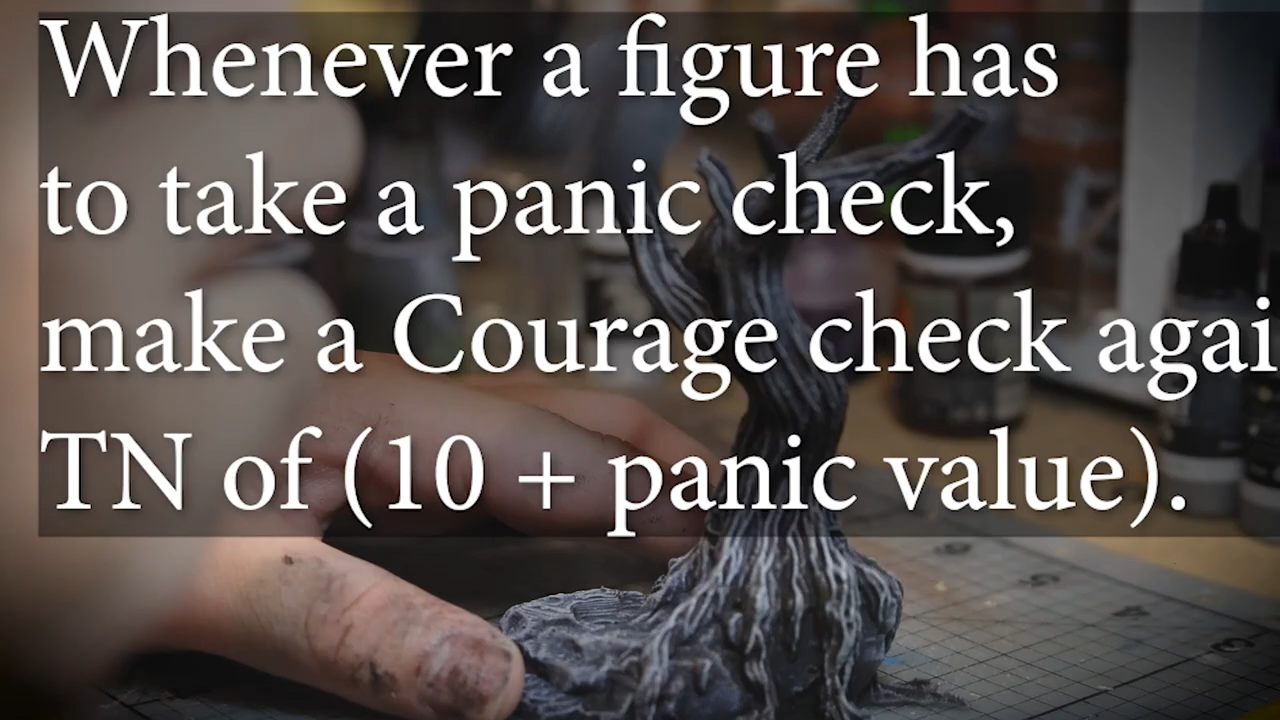 Whenever a figure has
to take a panic check,
make a Courage check agai
TN of (10 + panic value).